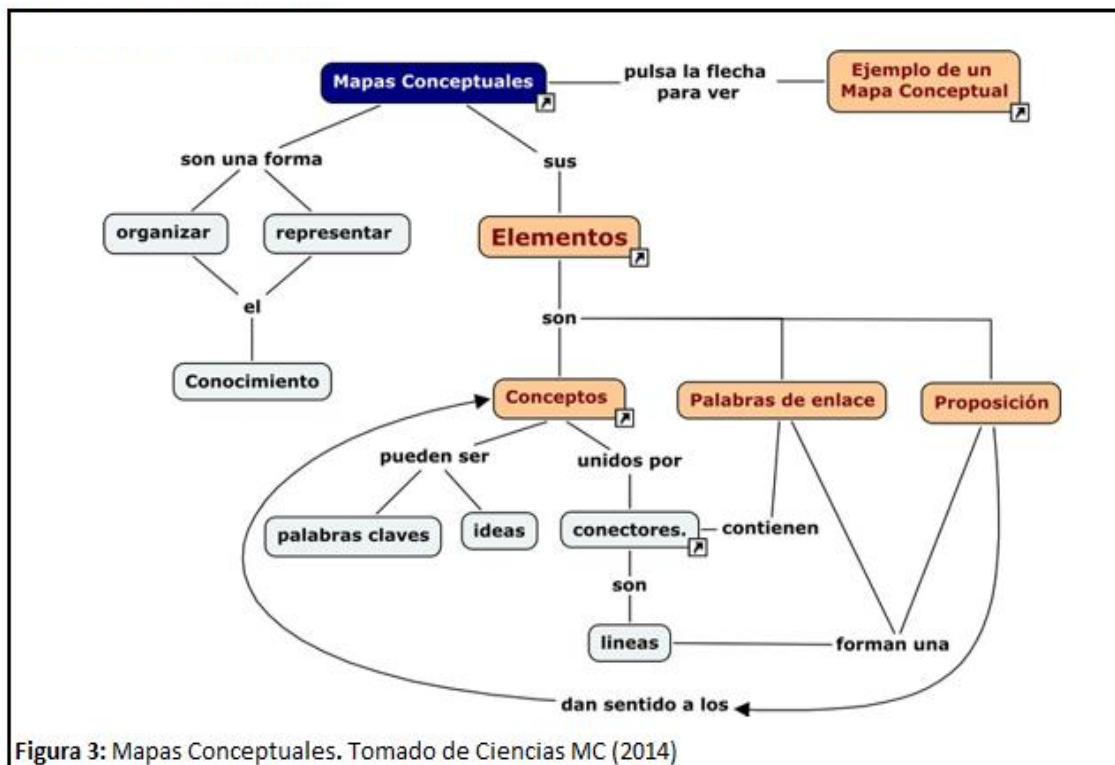 Mapas Conceptuales
pulsa la flecha
para ver
Ejemplo de un
Mapa Conceptual
son una forma
sus
organizar
representar
Elementos
el
son
Conocimiento
Conceptos
Palabras de enlace
Proposición
pueden ser
unidos por
palabras claves
ideas
conectores.
contienen
son
lineas
forman una
dan sentido a los
Figura 3: Mapas Conceptuales. Tomado de Ciencias MC (2014)